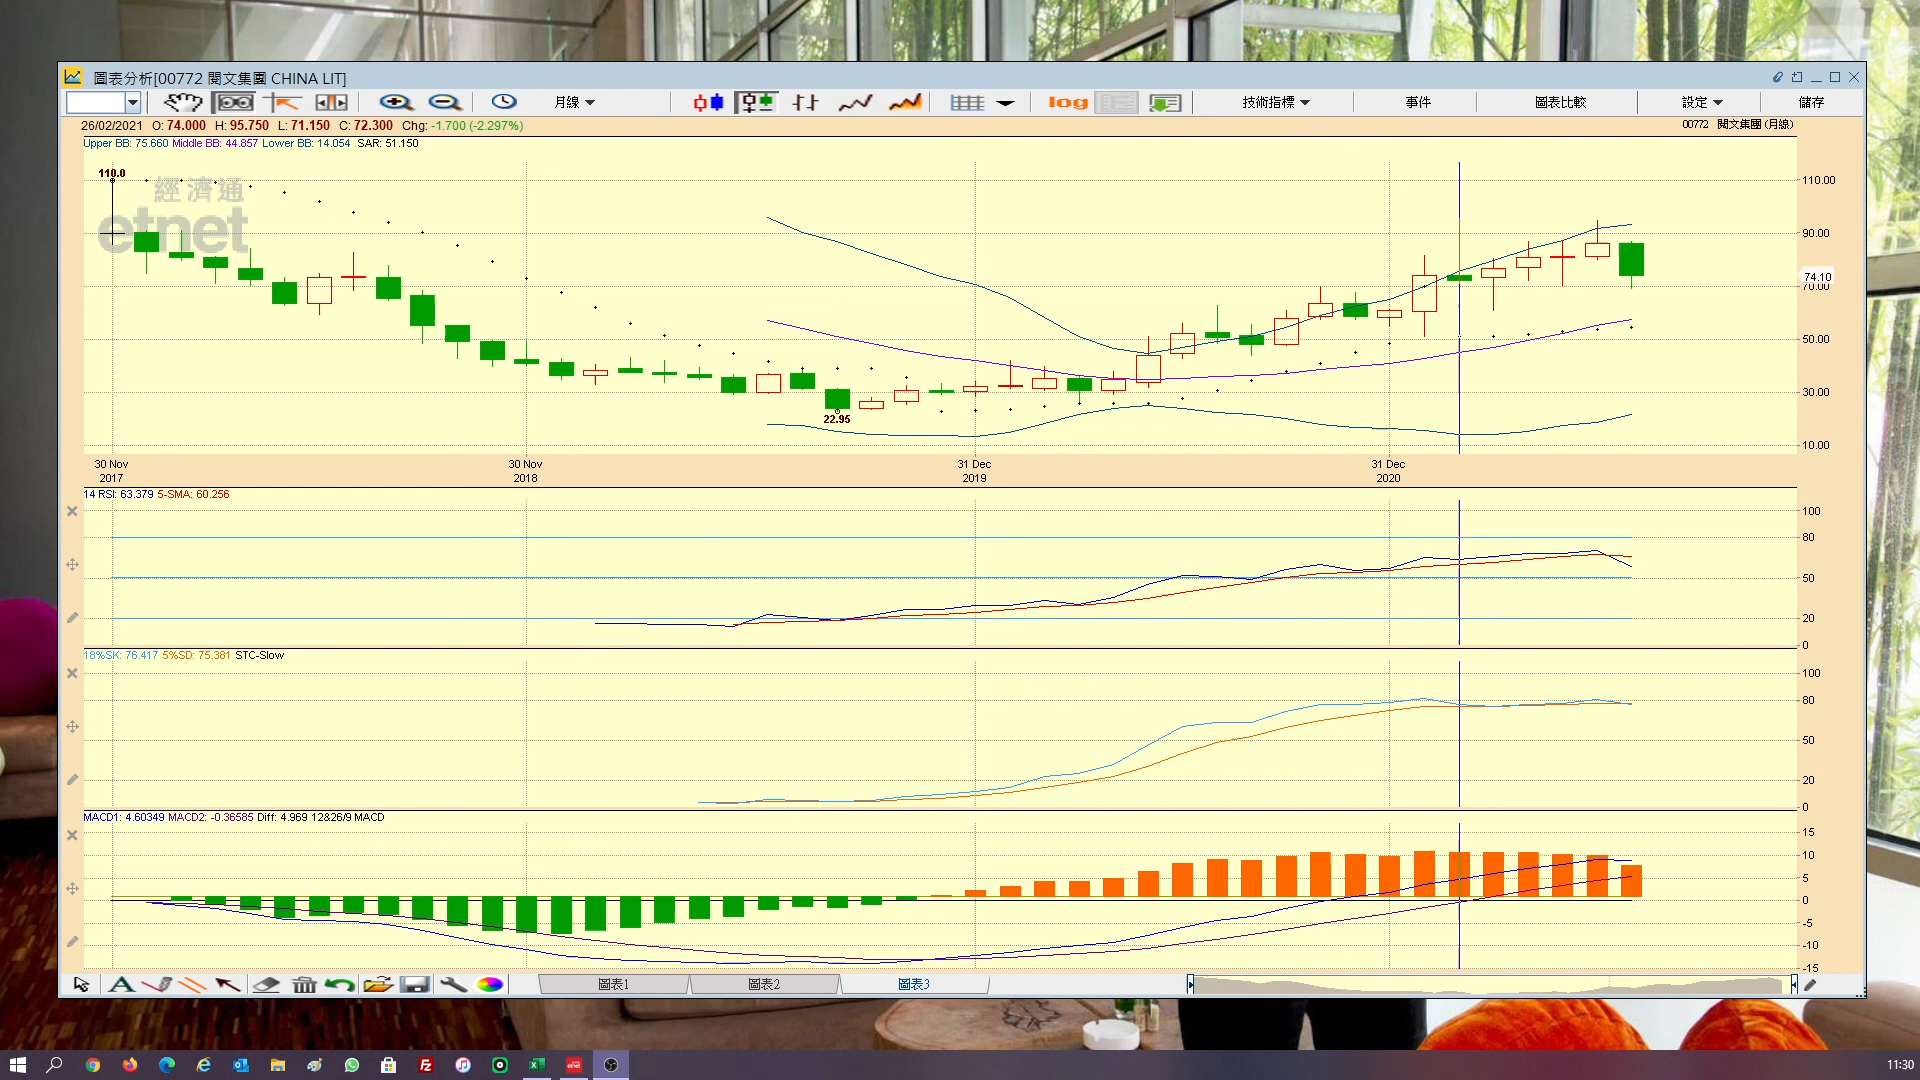 圖表分析[00772 閱文集團 CHINA LIT]
月線
log
技術指標
事件
圖表比較
設定
儲存
26/02/2021 O: 74.000 H: 95.750 L: 71.150 C: 72.300 Chg: -1.700 (-2.297%)
00772 閱文集團 (月線)
Upper BB: 75.660 Middle BB: 44.857 Lower BB: 14.054 SAR: 51.150
110.0
經濟通
etnet
22.95
110.00
90.00
74.10
70.00
50.00
30.00
10.00
30 Nov
2017
30 Nov
2018
31 Dec
2019
31 Dec
2020
14 RSI: 63.379 5-SMA: 60.256
100
80
50
20
0
18%SK: 76.417 5%SD: 75.381 STC-Slow
100
80
50
20
0
MACD1: 4.60349 MACD2: -0.36585 Diff: 4.969 12&26/9 MACD
15
10
5
0
-5
-10
-15
圖表1
圖表2
圖表3
11:30